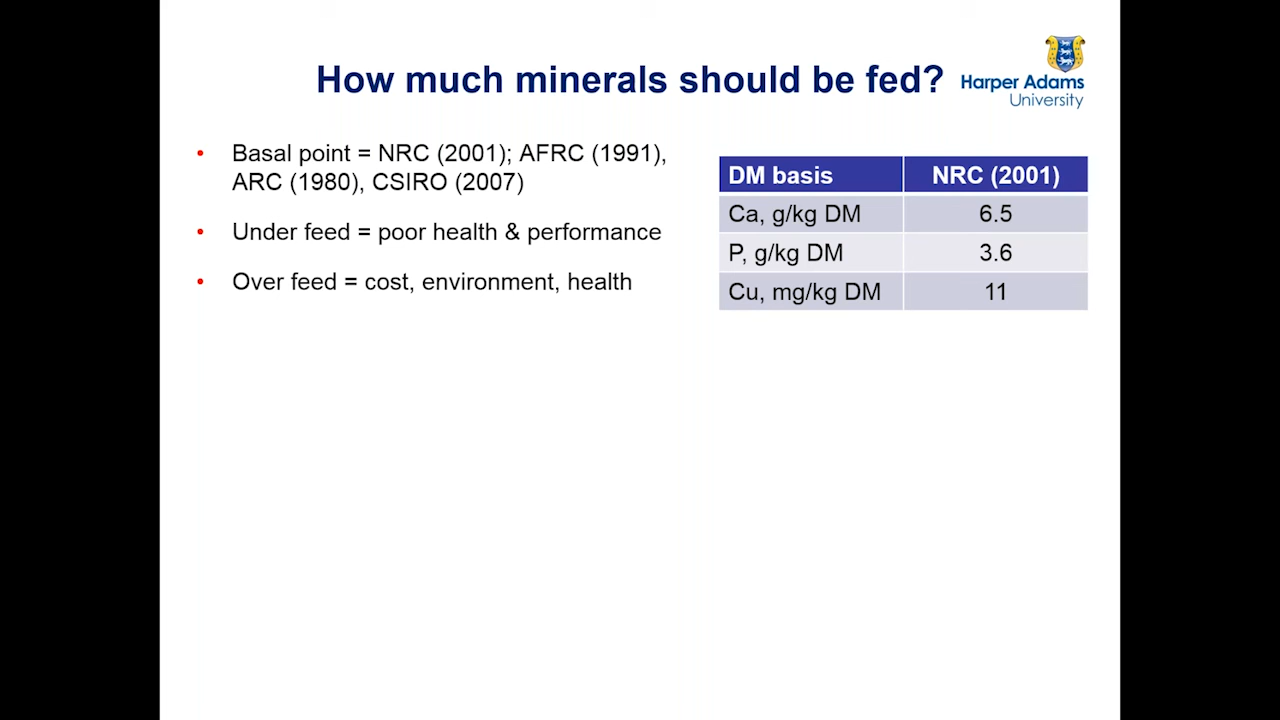 How much minerals should be fed?
Harper Adams
University
• Basal point = NRC (2001); AFRC (1991),
ARC (1980), CSIRO (2007)
• Under feed = poor health & performance
• Over feed = cost, environment, health
DM basis NRC (2001)
Ca, g/kg DM 6.5
P, g/kg DM 3.6
Cu, mg/kg DM 11